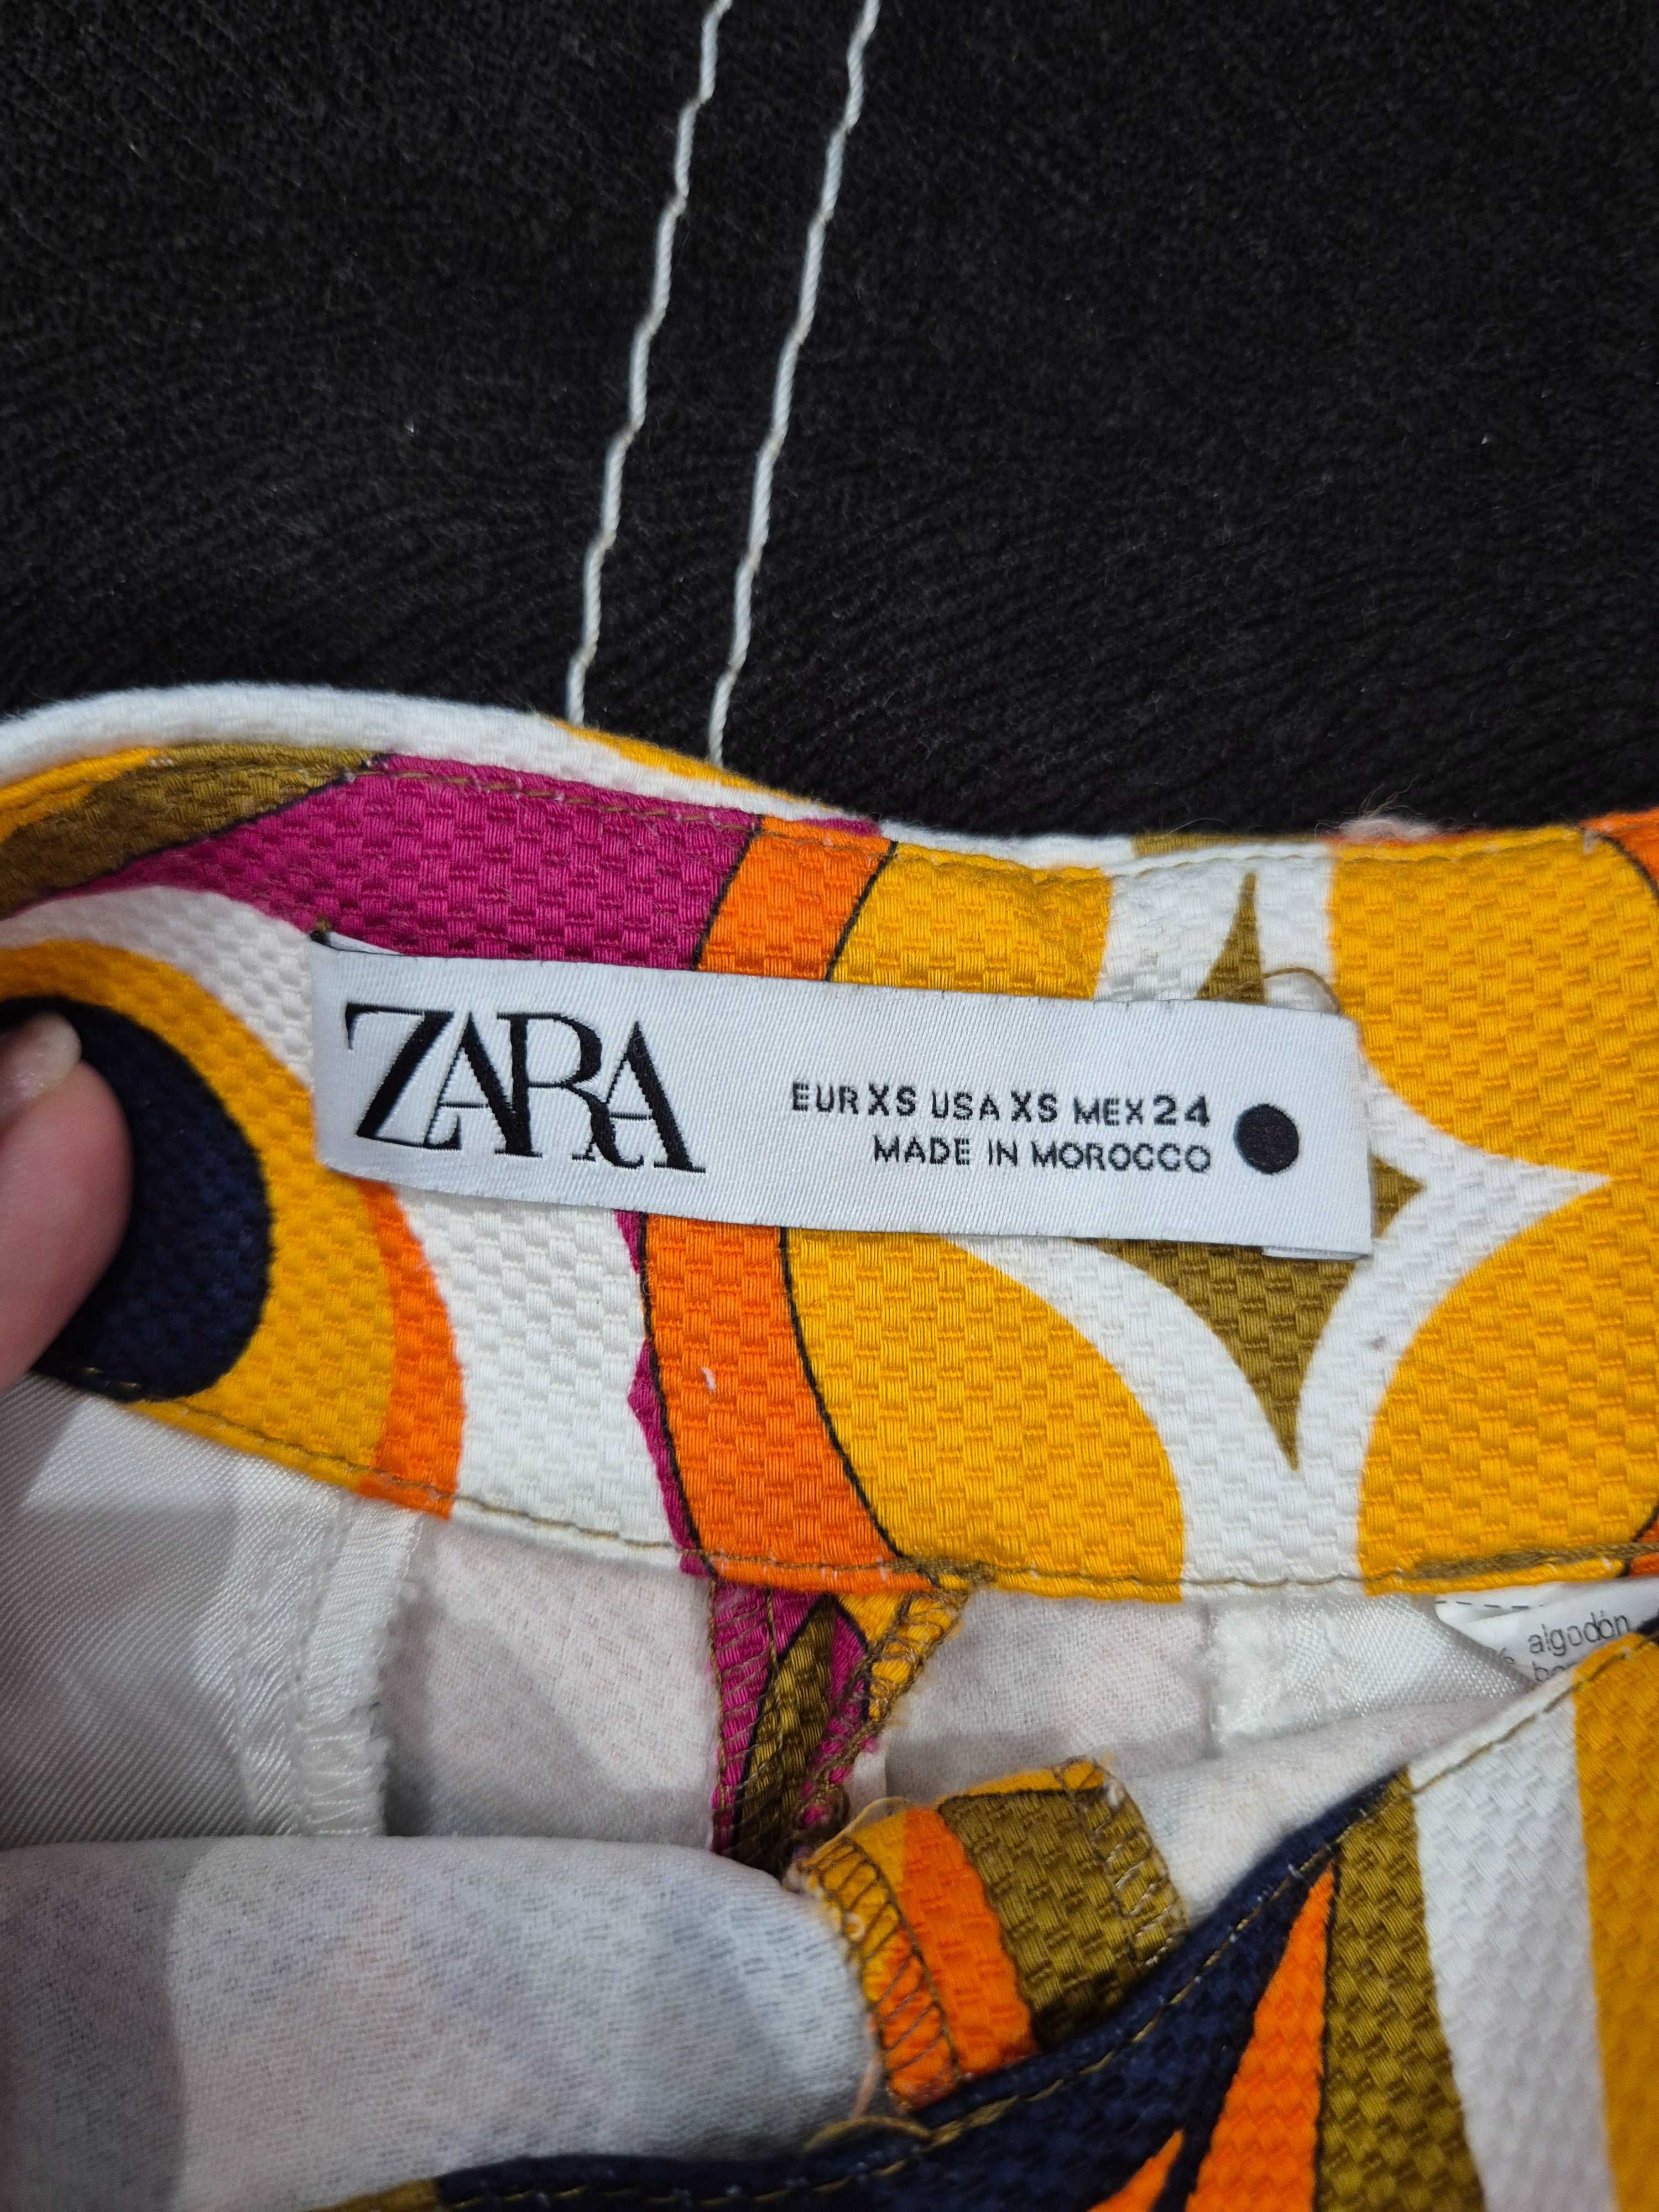 ZARA
EUR XS USA XS MEX 24
MADE IN MOROCCO
algodón